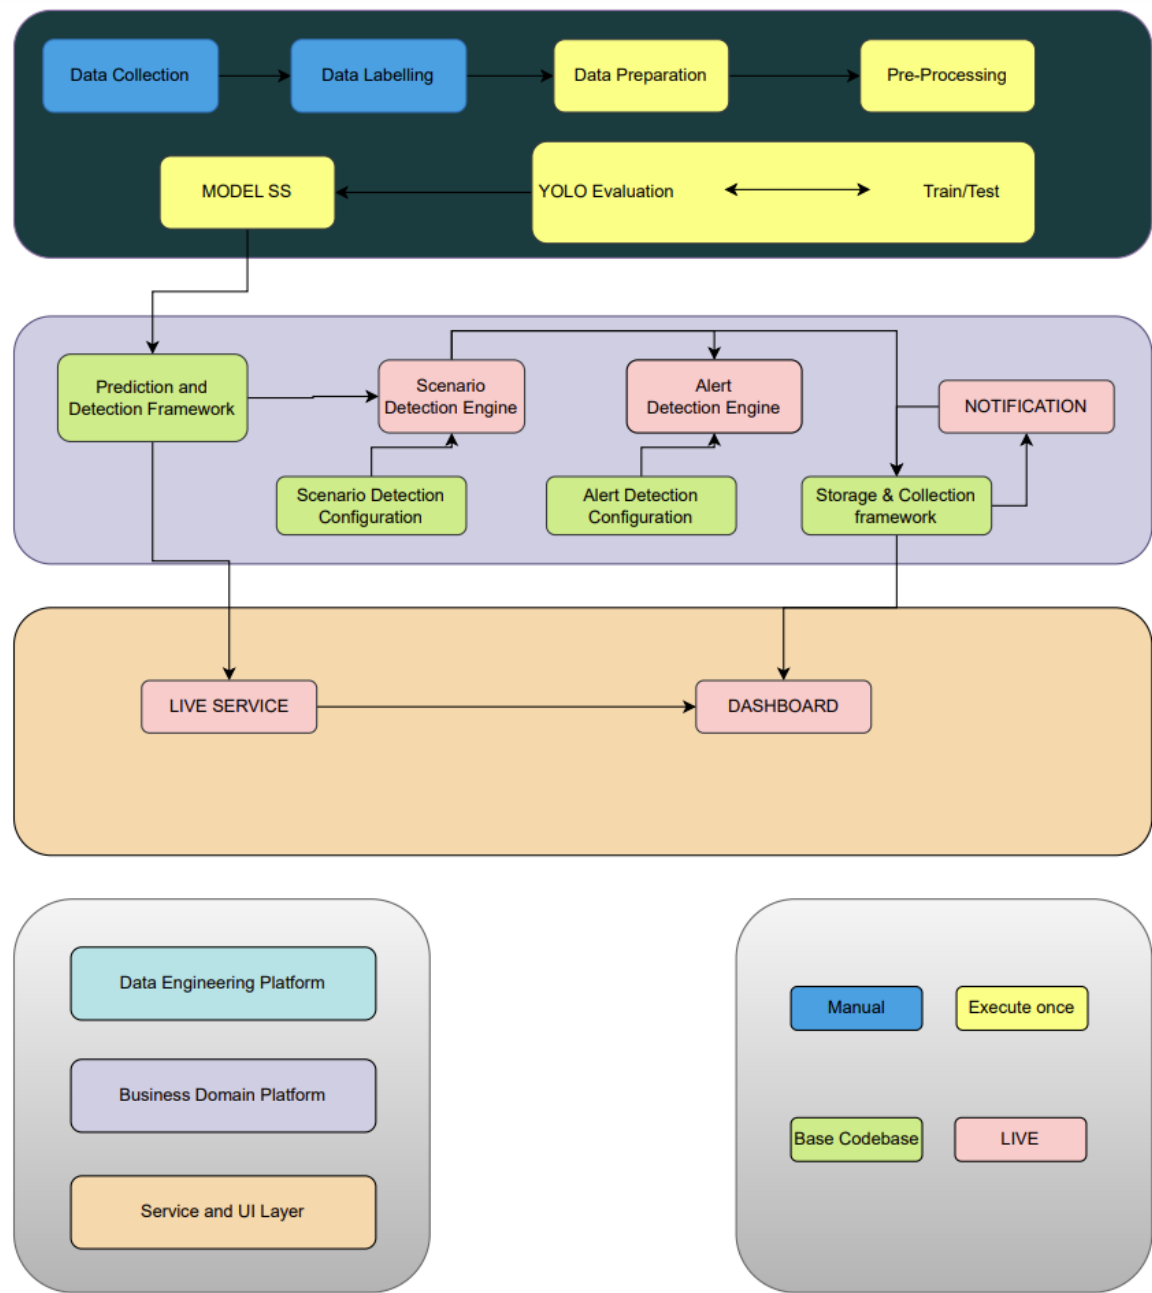 Data Collection
Data Labelling
Data Preparation
Pre-Processing
MODEL SS
YOLO Evaluation
Train/Test
Prediction and
Detection Framework
Scenario
Detection Engine
Alert
Detection Engine
NOTIFICATION
Scenario Detection
Configuration
Alert Detection
Configuration
Storage & Collection
framework
LIVE SERVICE
DASHBOARD
Data Engineering Platform
Business Domain Platform
Service and UI Layer
Manual
Execute once
Base Codebase
LIVE